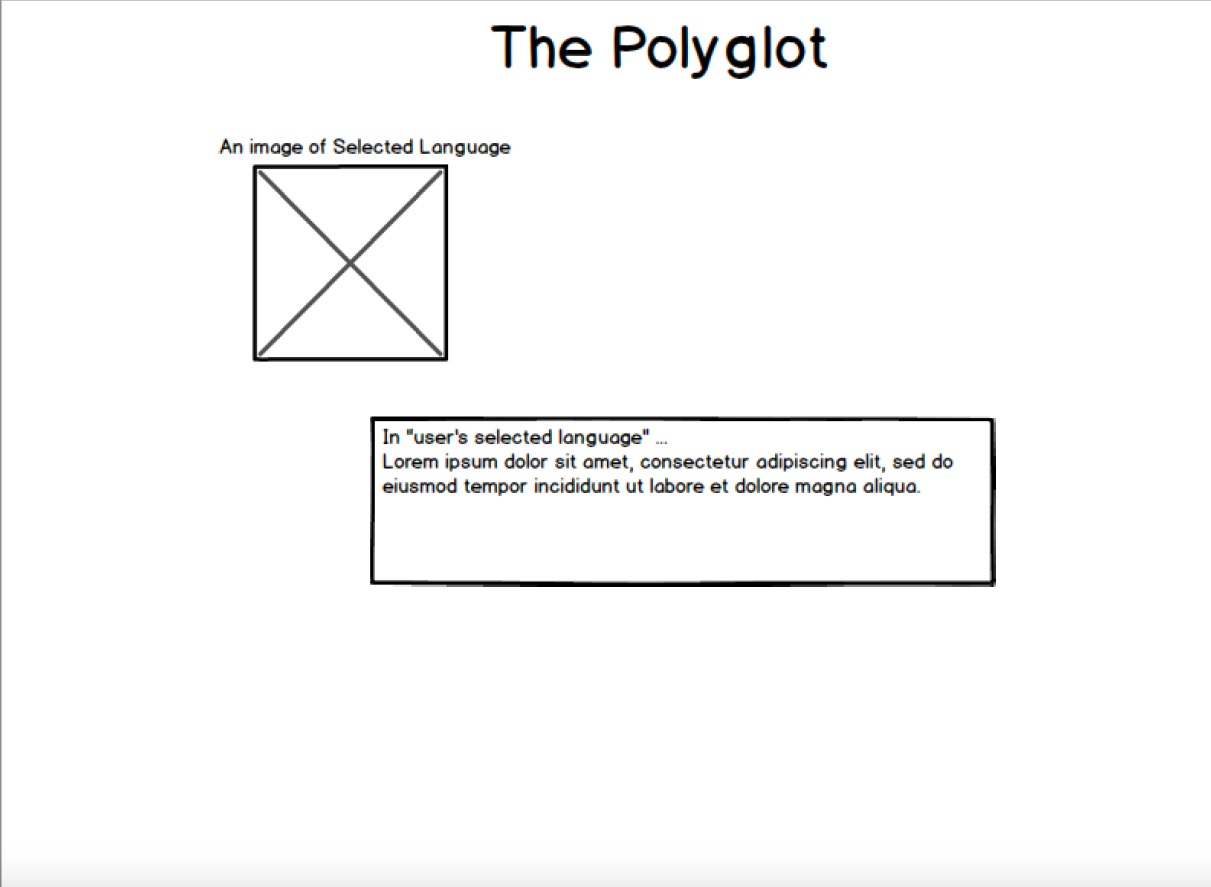 The Polyglot
An image of Selected Language
In "user's selected language" ...
Lorem ipsum dolor sit amet, consectetur adipiscing elit, sed do
eiusmod tempor incididunt ut labore et dolore magna aliqua.